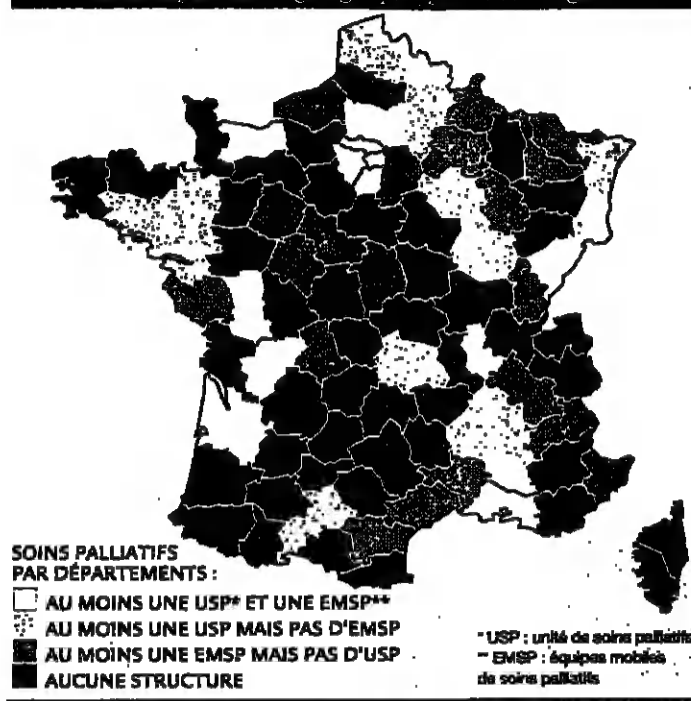 SOINS PALLIATIFS
PAR DÉPARTEMENTS :
AU MOINS UNE USP* ET UNE EMSP**
AU MOINS UNE USP MAIS PAS D'EMSP
AU MOINS UNE EMSP MAIS PAS D'USP
AUCUNE STRUCTURE
* USP : unité de soins palliatifs
** EMSP : équipes mobiles
de soins palliatifs